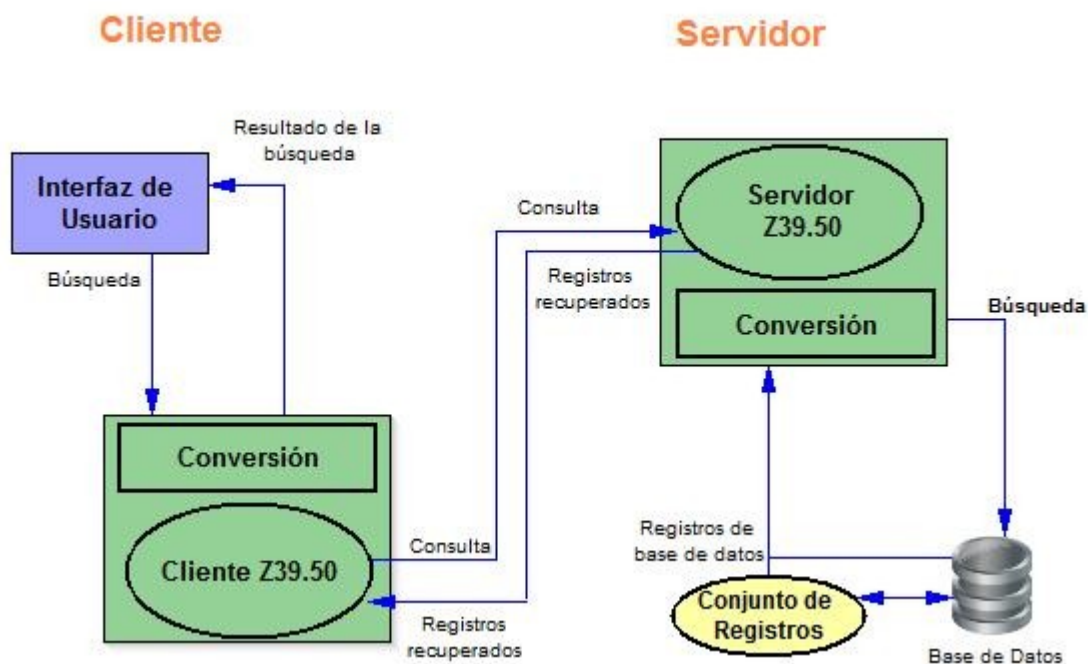 Cliente
Servidor
Resultado de la
búsqueda
Interfaz de
Usuario
Búsqueda
Conversión
Cliente Z39.50
Consulta
Registros
recuperados
Consulta
Registros
recuperados
Servidor
Z39.50
Conversión
Búsqueda
Registros de
base de datos
Conjunto de
Registros
Base de Datos